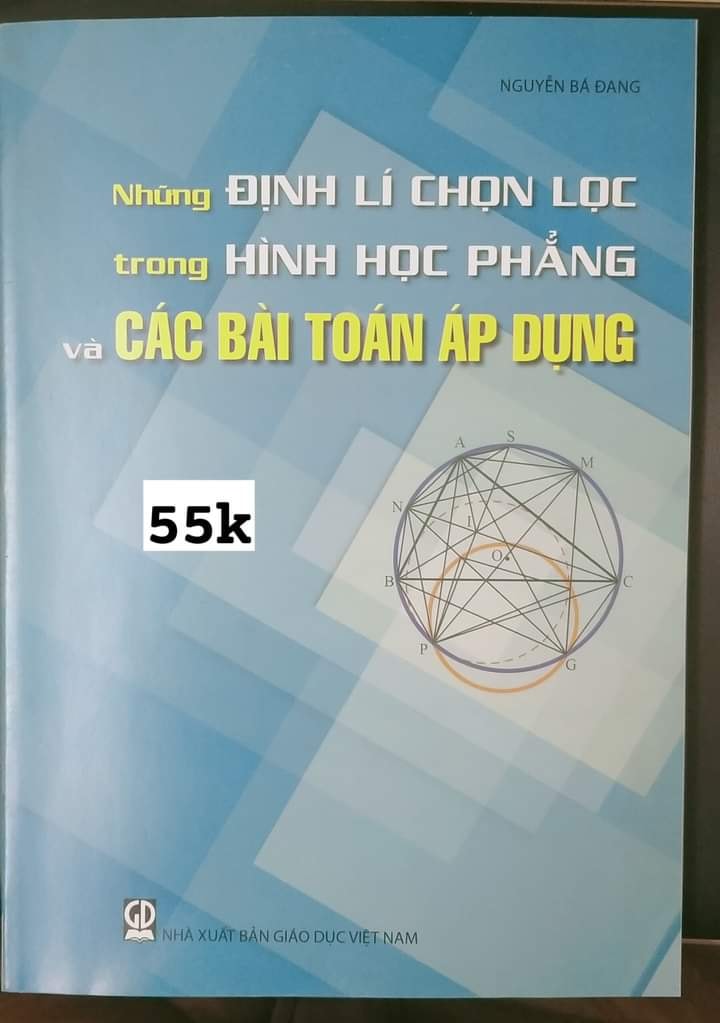 NGUYỄN BÁ ĐANG
Những ĐỊNH LÍ CHỌN LỌC
trong HÌNH HỌC PHẲNG
và CÁC BÀI TOÁN ÁP DỤNG
A
S
M
N
I
O
B
C
P
G
55k
GD
NHÀ XUẤT BẢN GIÁO DỤC VIỆT NAM